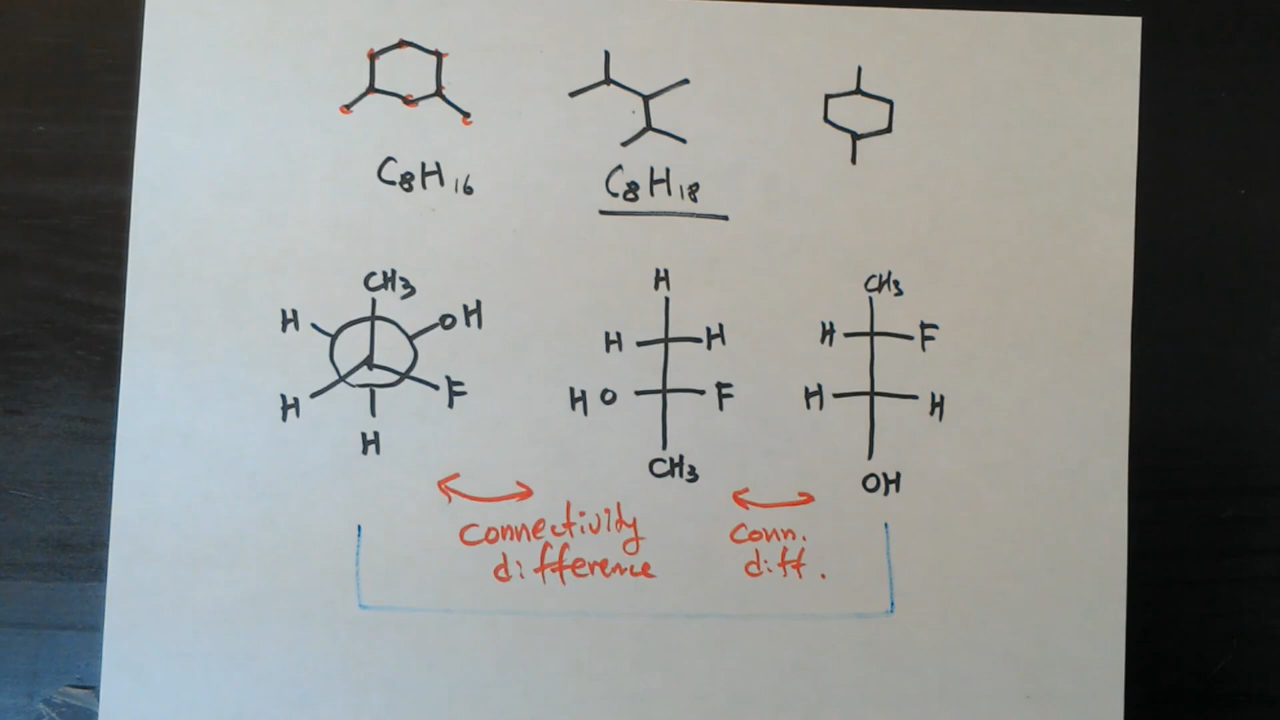 C8H16
C8H18
CH3
H OH
H F
H
H
H H
HO F
CH3
CH3
H F
H H
OH
Connectivity
difference
Conn.
diff.